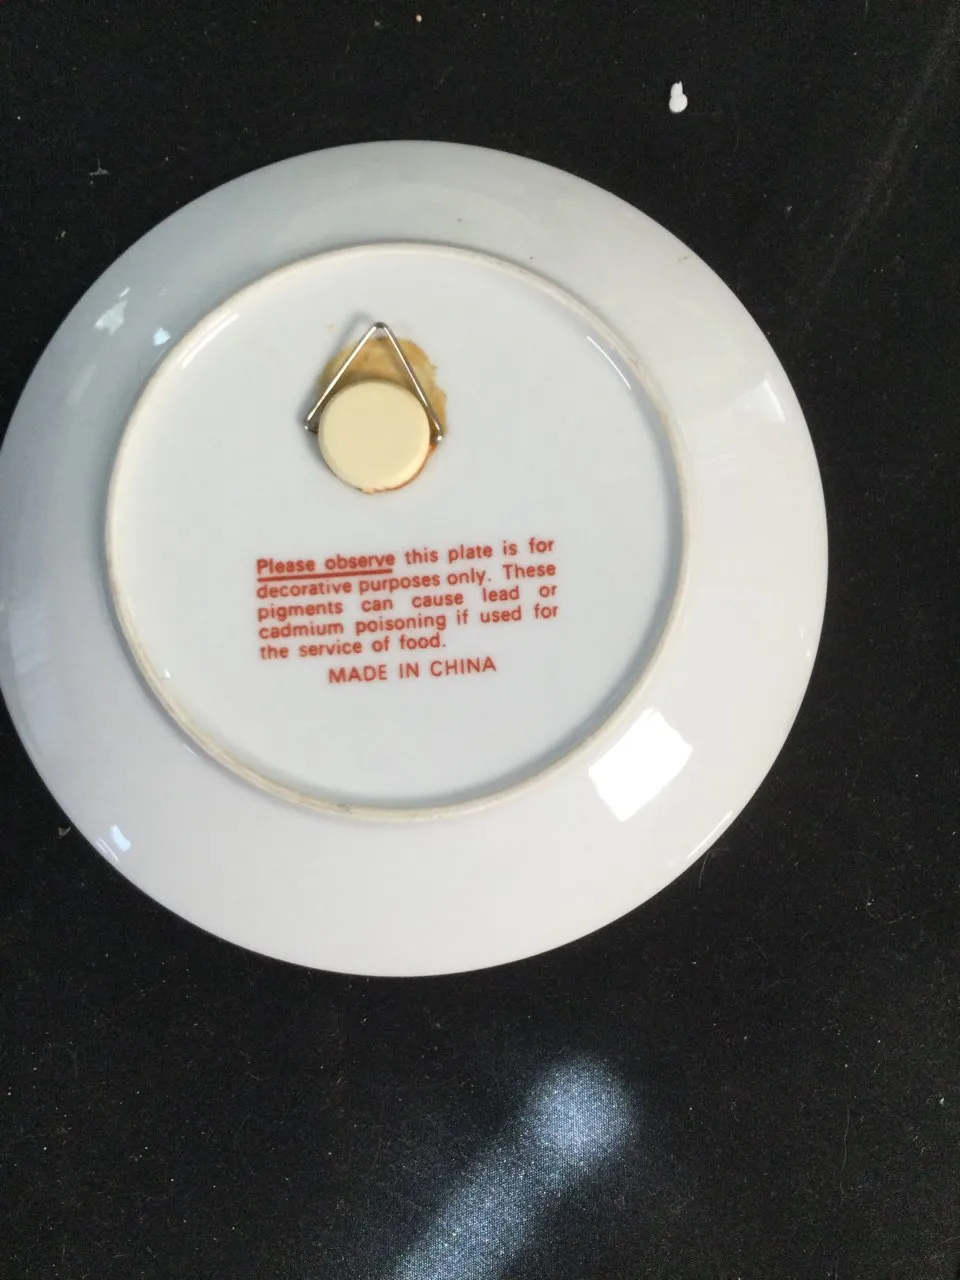 Please observe this plate is for
decorative purposes only. These
pigments can cause lead or
cadmium poisoning if used for
the service of food.
MADE IN CHINA